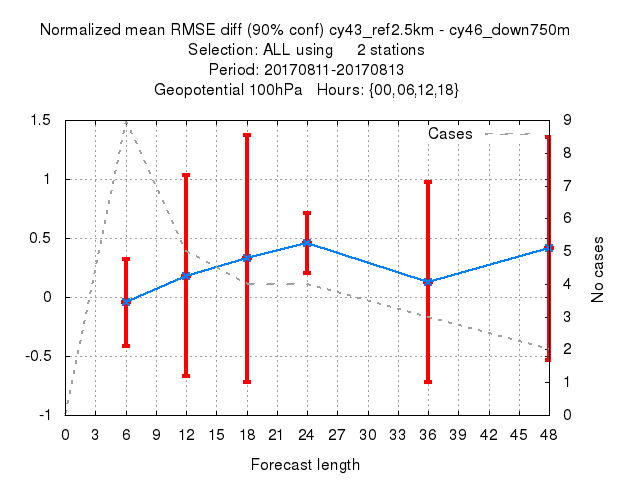 Normalized mean RMSE diff (90% conf) cy43_ref2.5km - cy46_down750m
Selection: ALL using     2 stations
Period: 20170811-20170813
Geopotential 100hPa   Hours: {00,06,12,18}
Cases
1.5
1
0.5
0
-0.5
-1
9
8
7
6
5
4
3
2
1
0
No cases
0 3 6 9 12 15 18 21 24 27 30 33 36 39 42 45 48
Forecast length